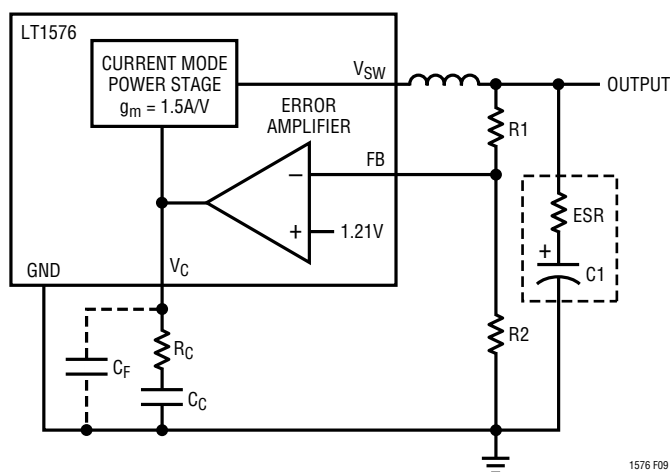 LT1576
CURRENT MODE
POWER STAGE
gm = 1.5A/V
VSW
OUTPUT
ERROR
AMPLIFIER
R1
FB
ESR
–
+
1.21V
+
C1
GND
VC
R2
RC
CF
CC
1576 F09